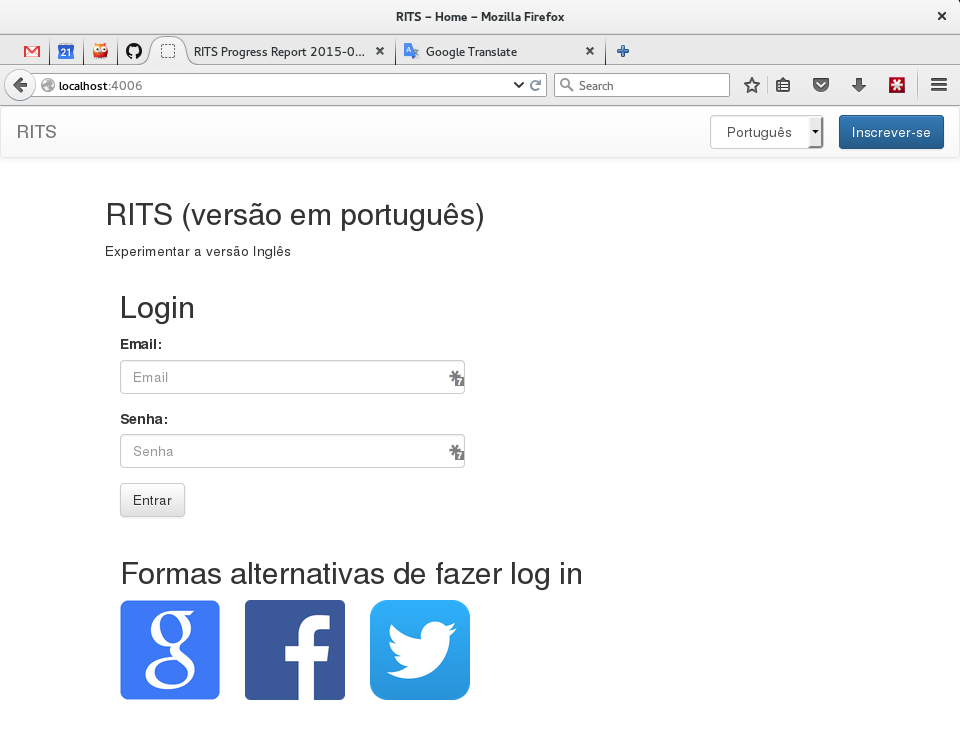 RITS – Home – Mozilla Firefox
21
RITS Progress Report 2015-0...
Google Translate
localhost:4006
Search
RITS
Português
Inscrever-se
RITS (versão em português)
Experimentar a versão Inglês
Login
Email:
Email
Senha:
Senha
Entrar
Formas alternativas de fazer log in
g f